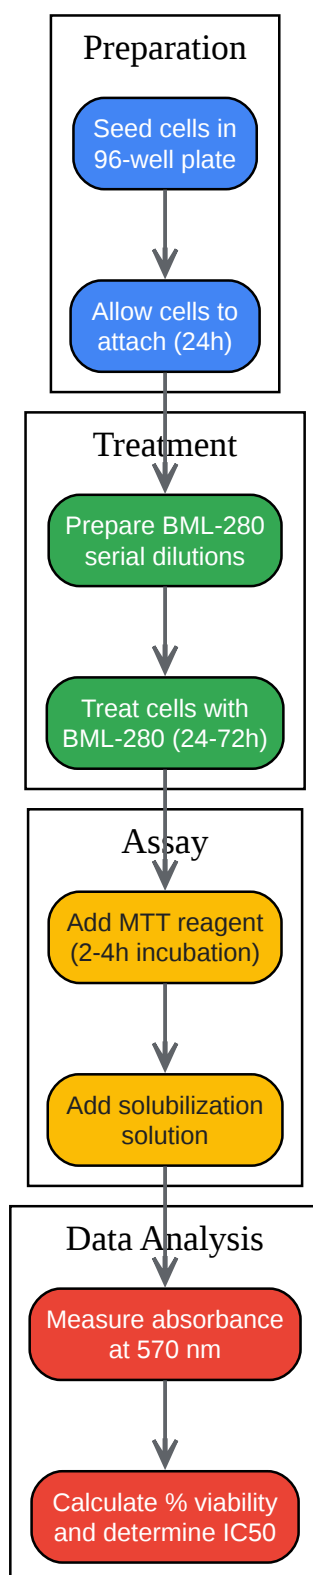 Preparation
Seed cells in
96-well plate
Allow cells to
attach (24h)
Treatment
Prepare BML-280
serial dilutions
Treat cells with
BML-280 (24-72h)
Assay
Add MTT reagent
(2-4h incubation)
Add solubilization
solution
Data Analysis
Measure absorbance
at 570 nm
Calculate % viability
and determine IC50